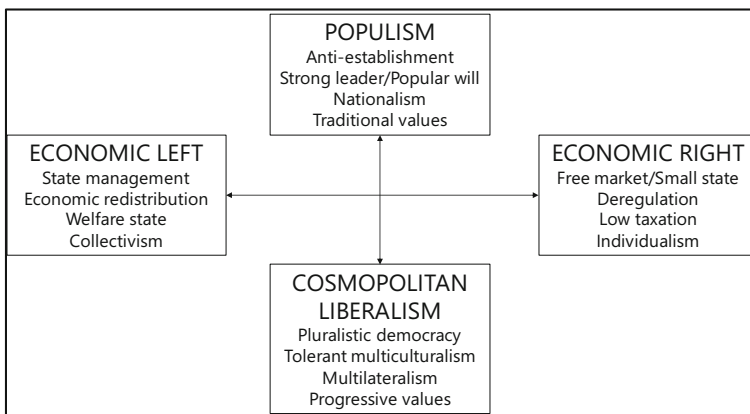 POPULISM
Anti-establishment
Strong leader/Popular will
Nationalism
Traditional values
ECONOMIC LEFT
State management
Economic redistribution
Welfare state
Collectivism
ECONOMIC RIGHT
Free market/Small state
Deregulation
Low taxation
Individualism
COSMOPOLITAN
LIBERALISM
Pluralistic democracy
Tolerant multiculturalism
Multilateralism
Progressive values